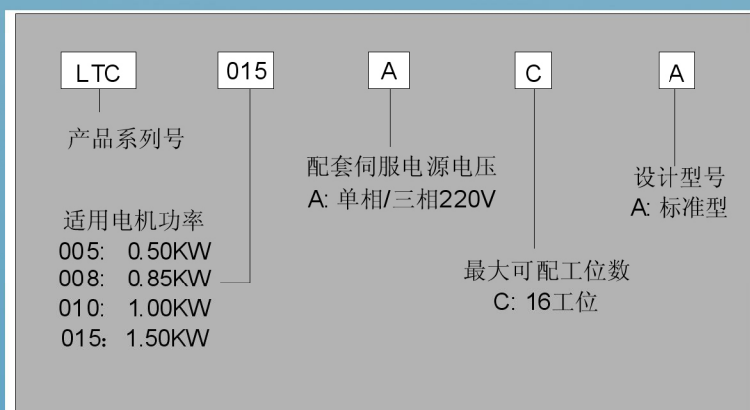 LTC 015 A C A
产品系列号
配套伺服电源电压
A: 单相/三相220V
设计型号
A: 标准型
适用电机功率
005: 0.50KW
008: 0.85KW
010: 1.00KW
015: 1.50KW
最大可配工位数
C: 16工位